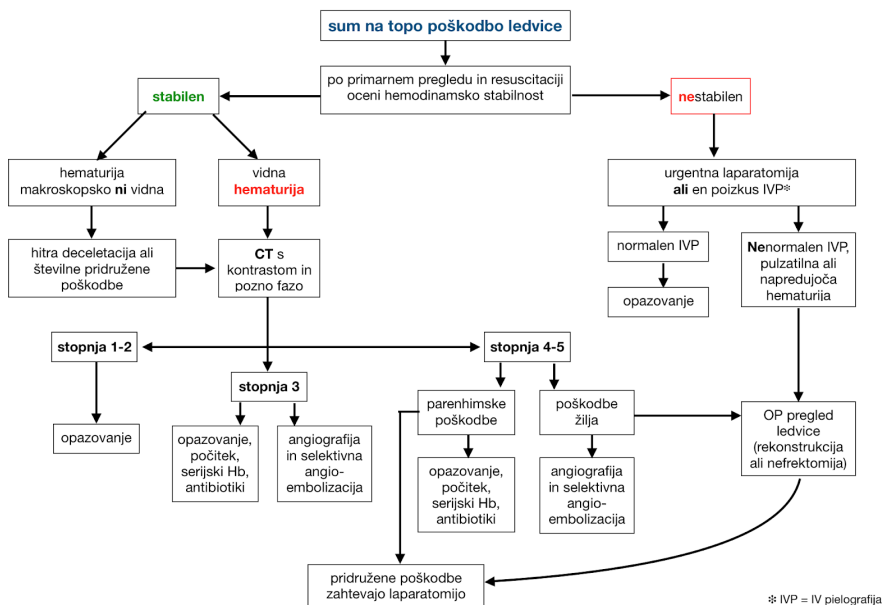 sum na topo poškodbo ledvice
po primarnem pregledu in resuscitaciji
oceni hemodinamsko stabilnost
stabilen
nestabilen
hematurija
makroskopsko ni vidna
vidna
hematurija
urgentna laparatomija
ali en poizkus IVP*
hitra deceletacija ali
številne pridružene
poškodbe
CT s
kontrastom in
pozno fazo
normalen IVP
Nenormalen IVP,
pulzatilna ali
napredujoča
hematurija
opazovanje
stopnja 1-2
stopnja 4-5
stopnja 3
parenhimske
poškodbe
poškodbe
žilja
OP pregled
ledvice
(rekonstrukcija
ali nefrektomija)
opazovanje
opazovanje,
počitek,
serijski Hb,
antibiotiki
angiografija
in selektivna
angio-
embolizacija
opazovanje,
počitek,
serijski Hb,
antibiotiki
angiografija
in selektivna
angio-
embolizacija
pridružene poškodbe
zahtevajo laparatomijo
* IVP = IV pielografija